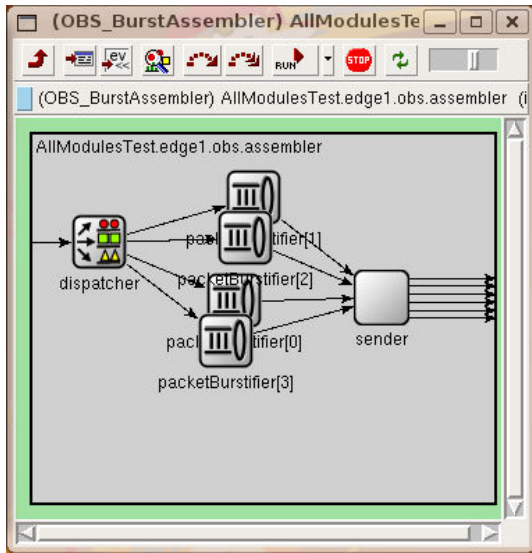 (OBS_BurstAssembler) AllModulesTe
ev
RUN
STOP
(OBS_BurstAssembler) AllModulesTest.edge1.obs.assembler (i
AllModulesTest.edge1.obs.assembler
dispatcher
tifier[1]
packetBurstifier[2]
sender
tifier[0]
packetBurstifier[3]